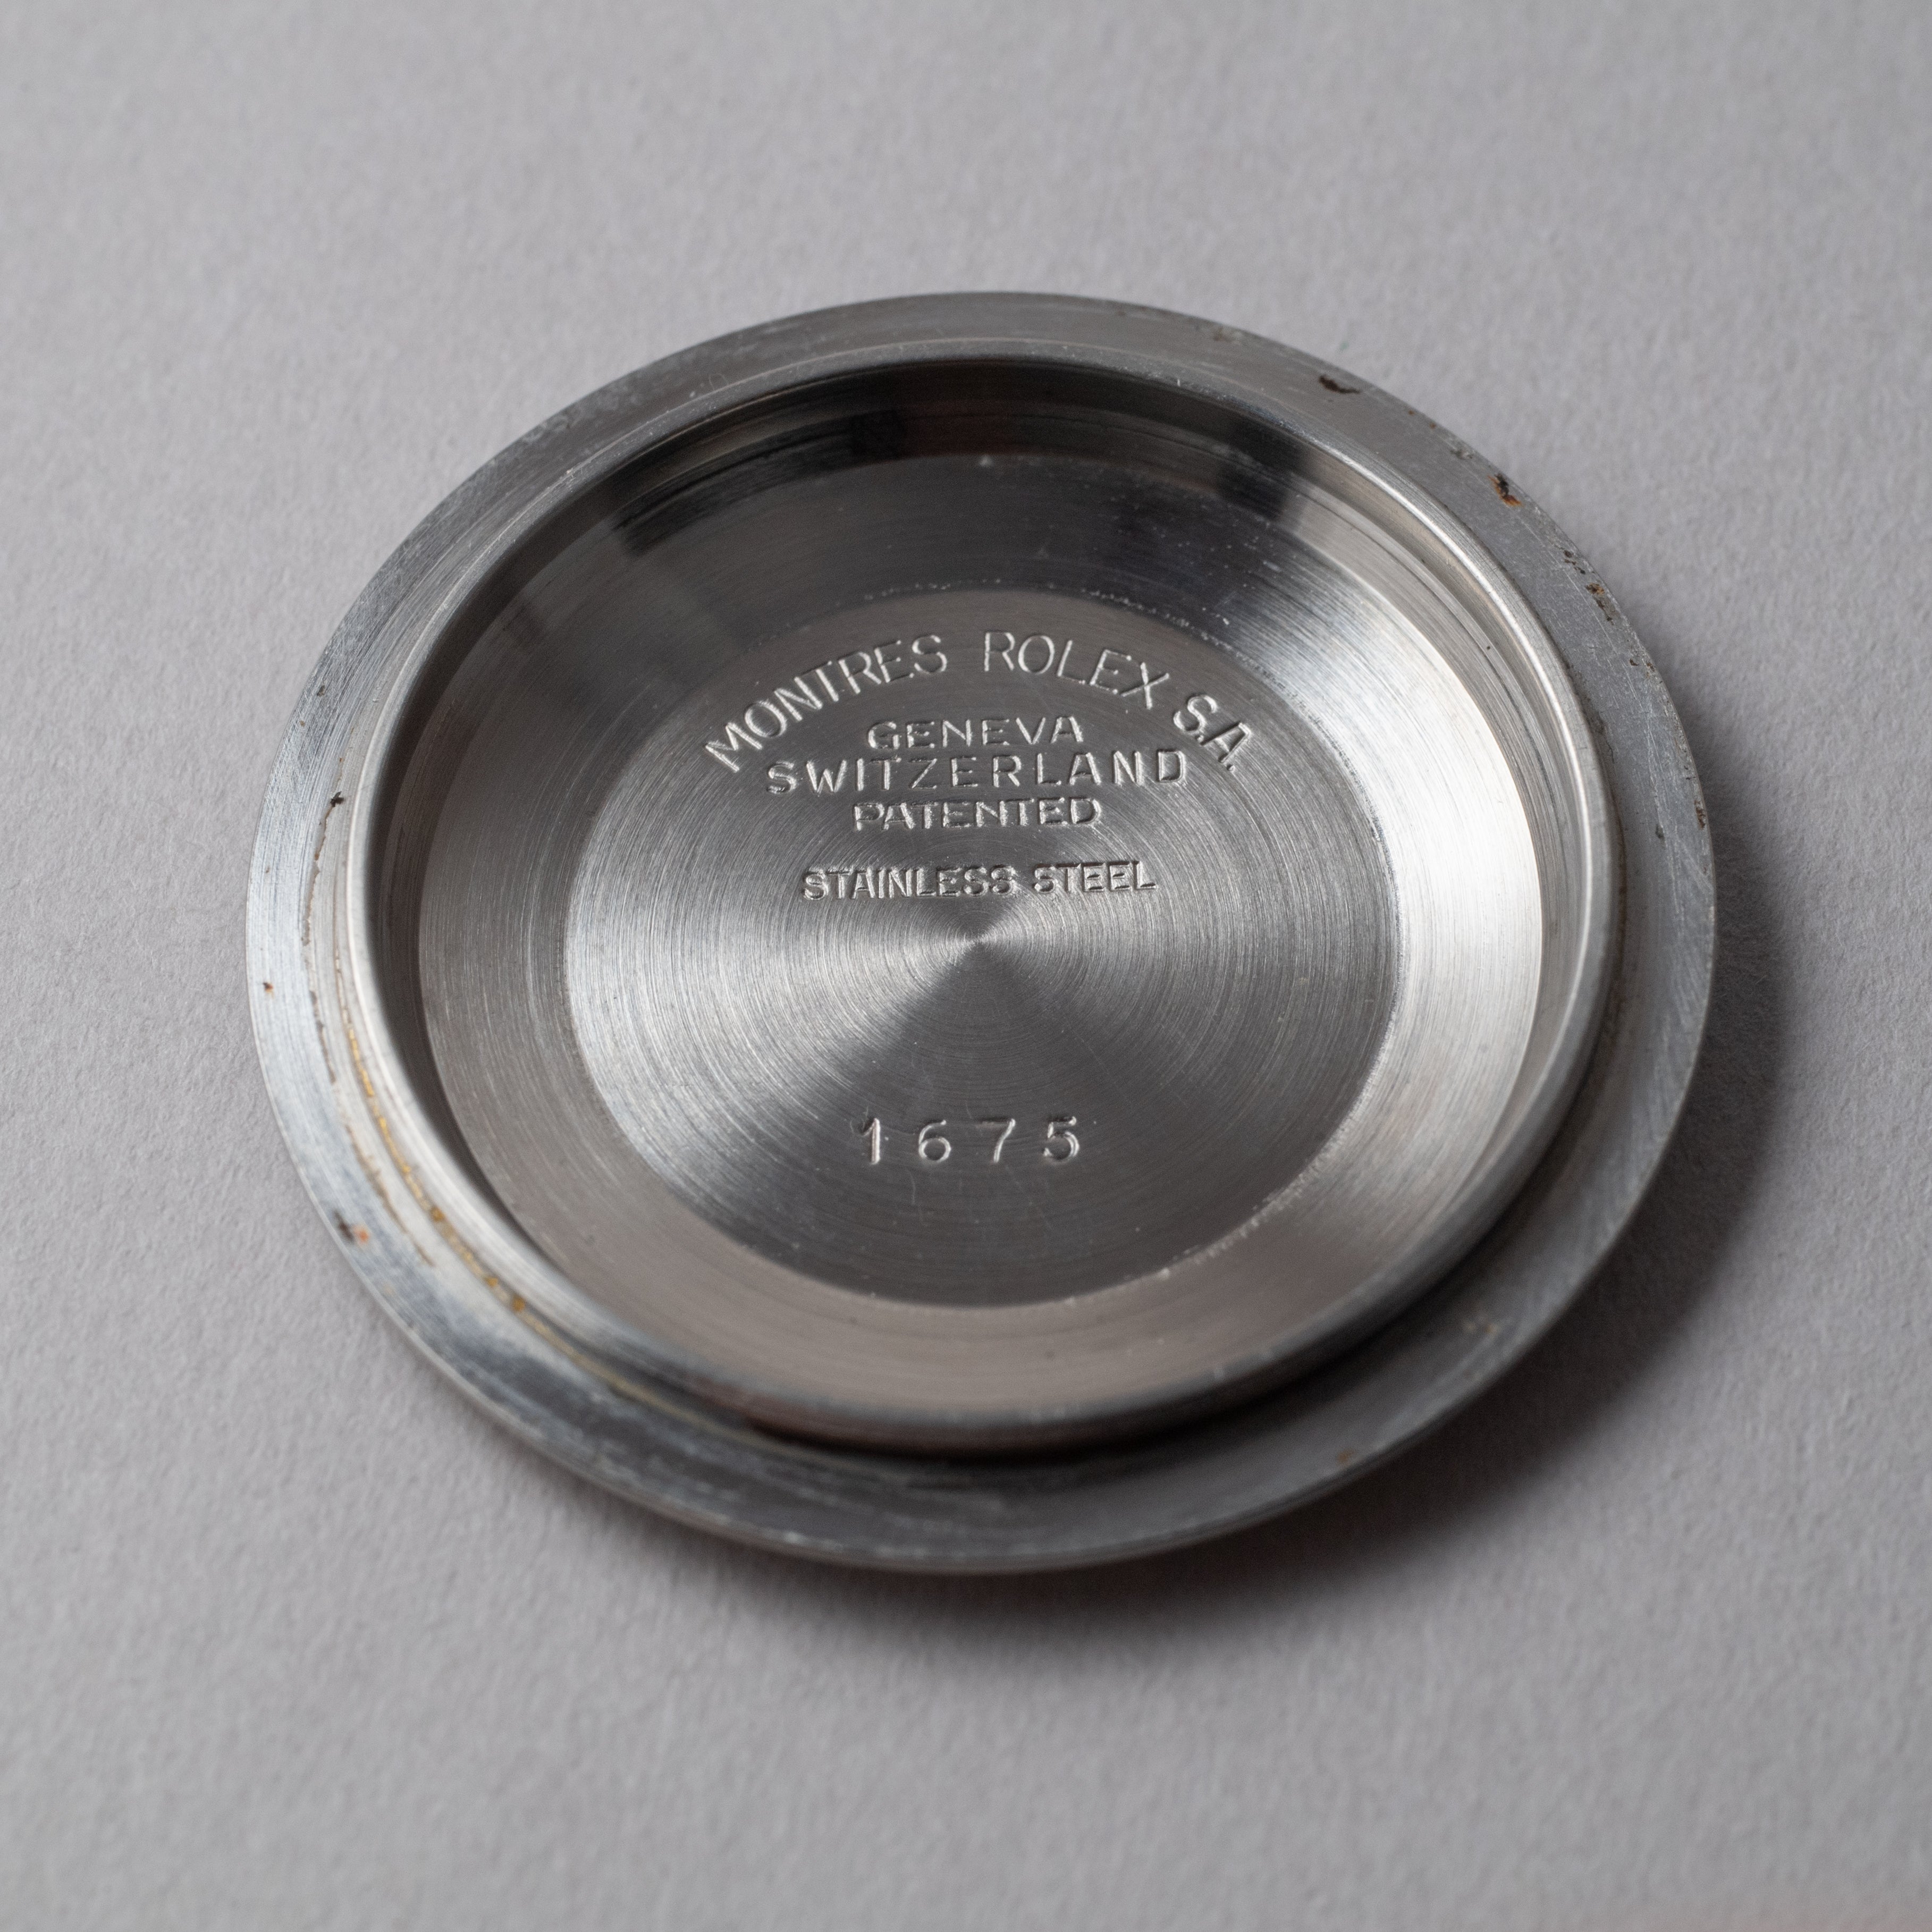 MONTRES ROLEX S.A.
GENEVA
SWITZERLAND
PATENTED
STAINLESS STEEL
1675